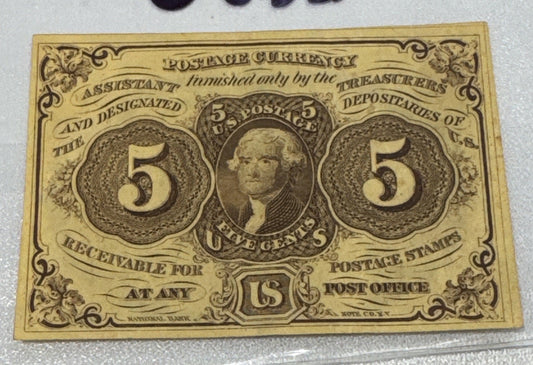 POSTAGE CURRENCY
furnished only by the
THE ASSISTANT TREASURERS
AND DESIGNATED DEPOSITARIES OF U.S.
5 5
U.S. POSTAGE
5 5
U S
FIVE CENTS
RECEIVABLE FOR POSTAGE STAMPS
AT ANY US POST OFFICE
NATIONAL BANK NOTE CO. N.Y